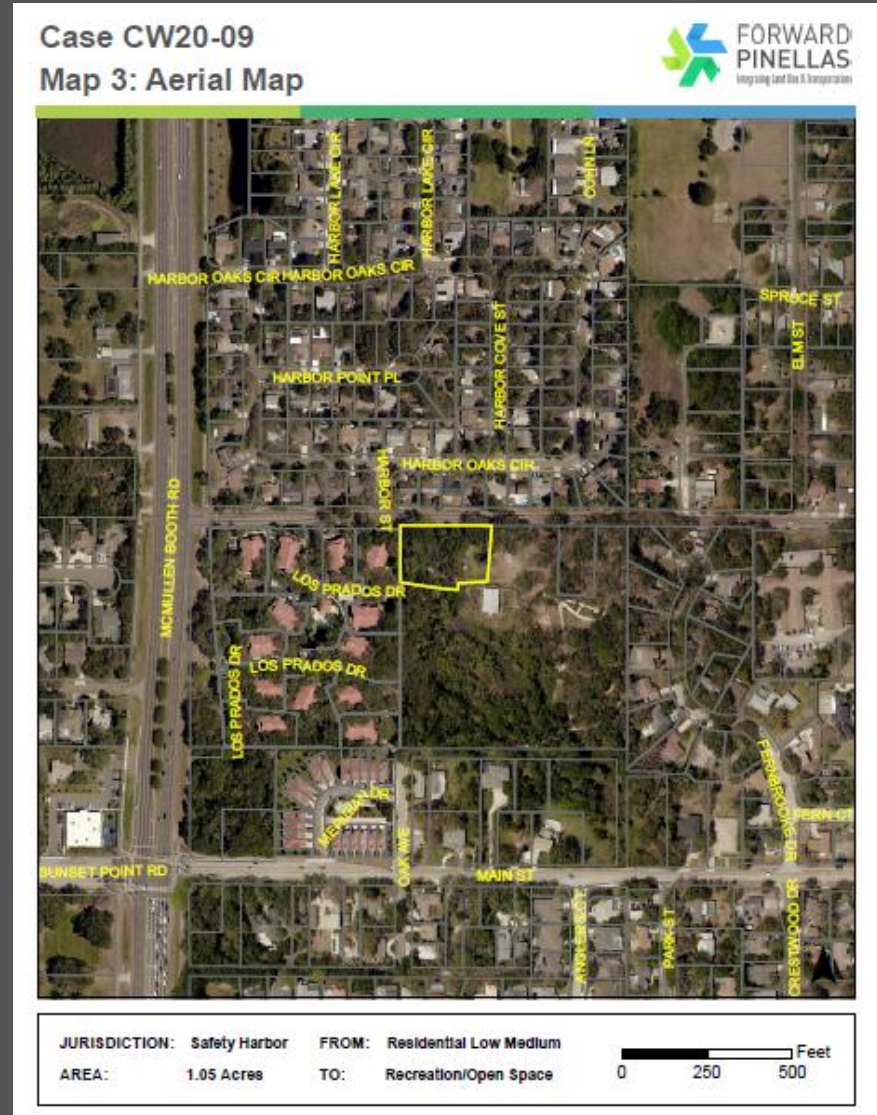 Case CW20-09
Map 3: Aerial Map
FORWARD
PINELLAS
Integrating Land Use & Transportation
HARBOR LAKE CIR
HARBOR LAKE CIR
COHN LN
HARBOR OAKS CIR
HARBOR OAKS CIR
SPRUCE ST
ELM ST
HARBOR COVE ST
HARBOR POINT PL
HARBOR ST
HARBOR OAKS CIR
MCMULLEN BOOTH RD
LOS PRADOS DR
LOS PRADOS DR
LOS PRADOS DR
MERIDIAN DR
OAK AVE
FERNBROOKE DR
FERN CT
SUNSET POINT RD
MAIN ST
ANGLERS CT
PARK ST
CRESTWOOD DR
JURISDICTION: Safety Harbor FROM: Residential Low Medium
AREA: 1.05 Acres TO: Recreation/Open Space
Feet
0 250 500